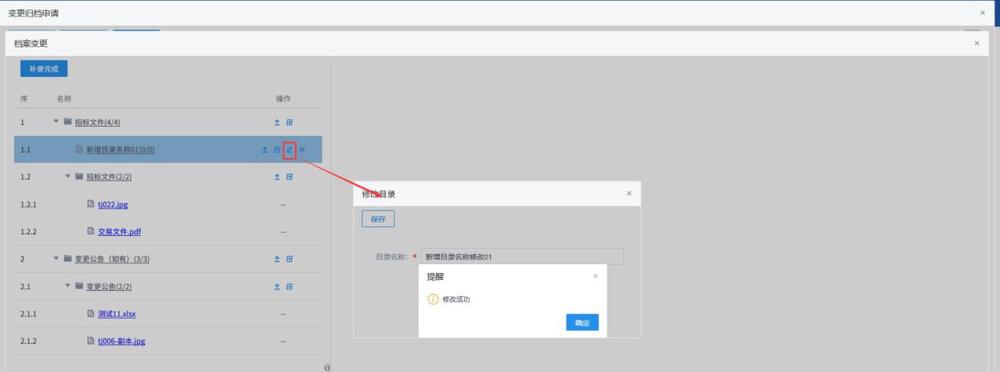 变更归档申请
档案变更
补录完成
序 名称 操作
1 招标文件(4/4)
1.1 新增目录名称01(0/0)
1.2 招标文件(2/2)
1.2.1 tj022.jpg --
1.2.2 交易文件.pdf --
2 变更公告（如有）(3/3)
2.1 变更公告(2/2)
2.1.1 测试11.xlsx --
2.1.2 tj006-副本.jpg --
修改目录
保存
目录名称: * 新增目录名称修改01
提醒
修改成功
确定